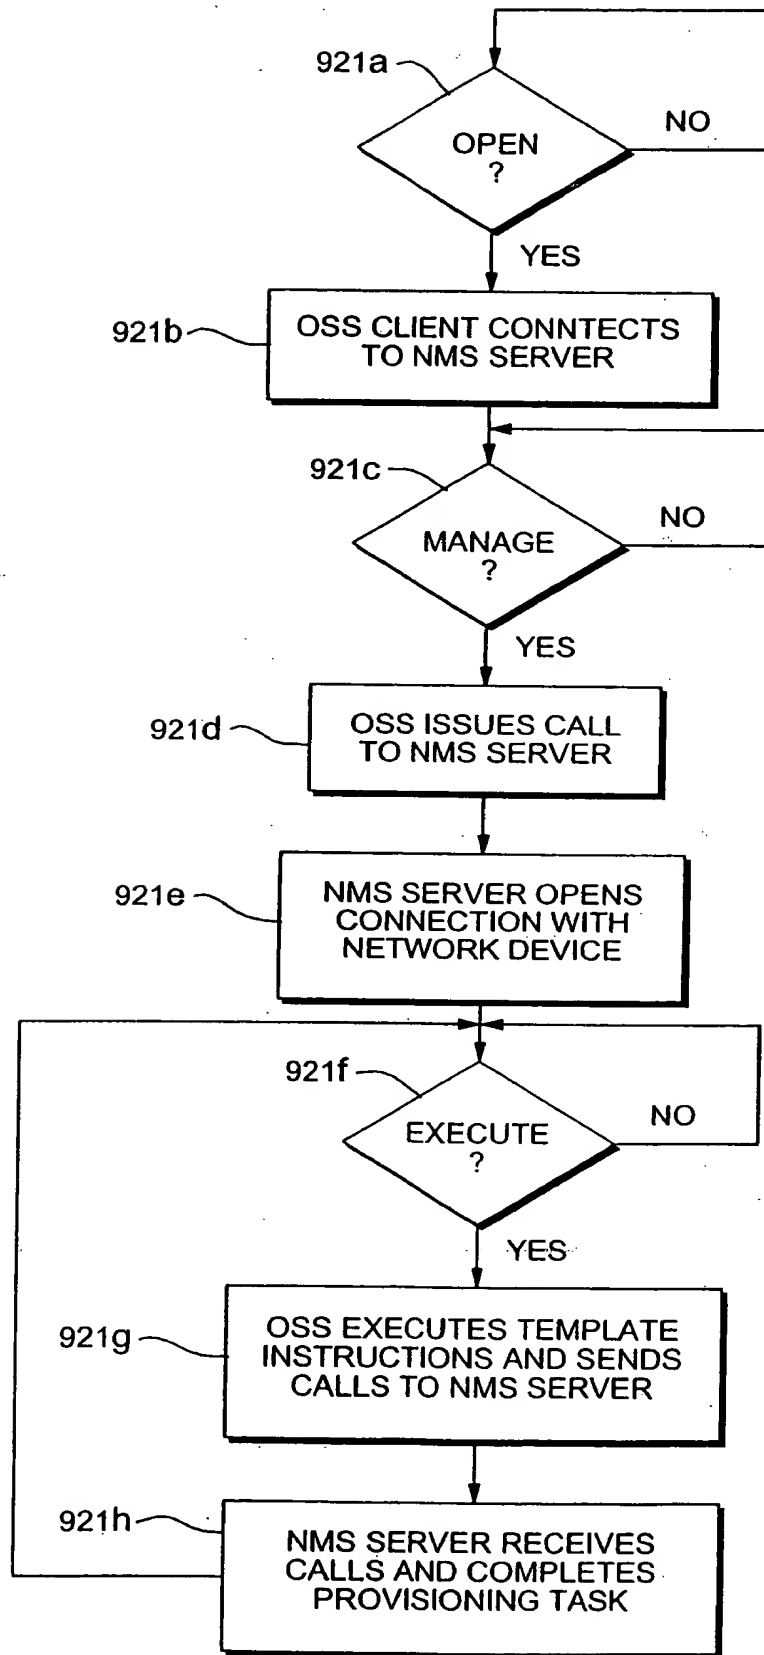 921a
OPEN
?
NO
YES
921b
OSS CLIENT CONNTECTS
TO NMS SERVER
921c
MANAGE
?
NO
YES
921d
OSS ISSUES CALL
TO NMS SERVER
921e
NMS SERVER OPENS
CONNECTION WITH
NETWORK DEVICE
921f
EXECUTE
?
NO
YES
921g
OSS EXECUTES TEMPLATE
INSTRUCTIONS AND SENDS
CALLS TO NMS SERVER
921h
NMS SERVER RECEIVES
CALLS AND COMPLETES
PROVISIONING TASK